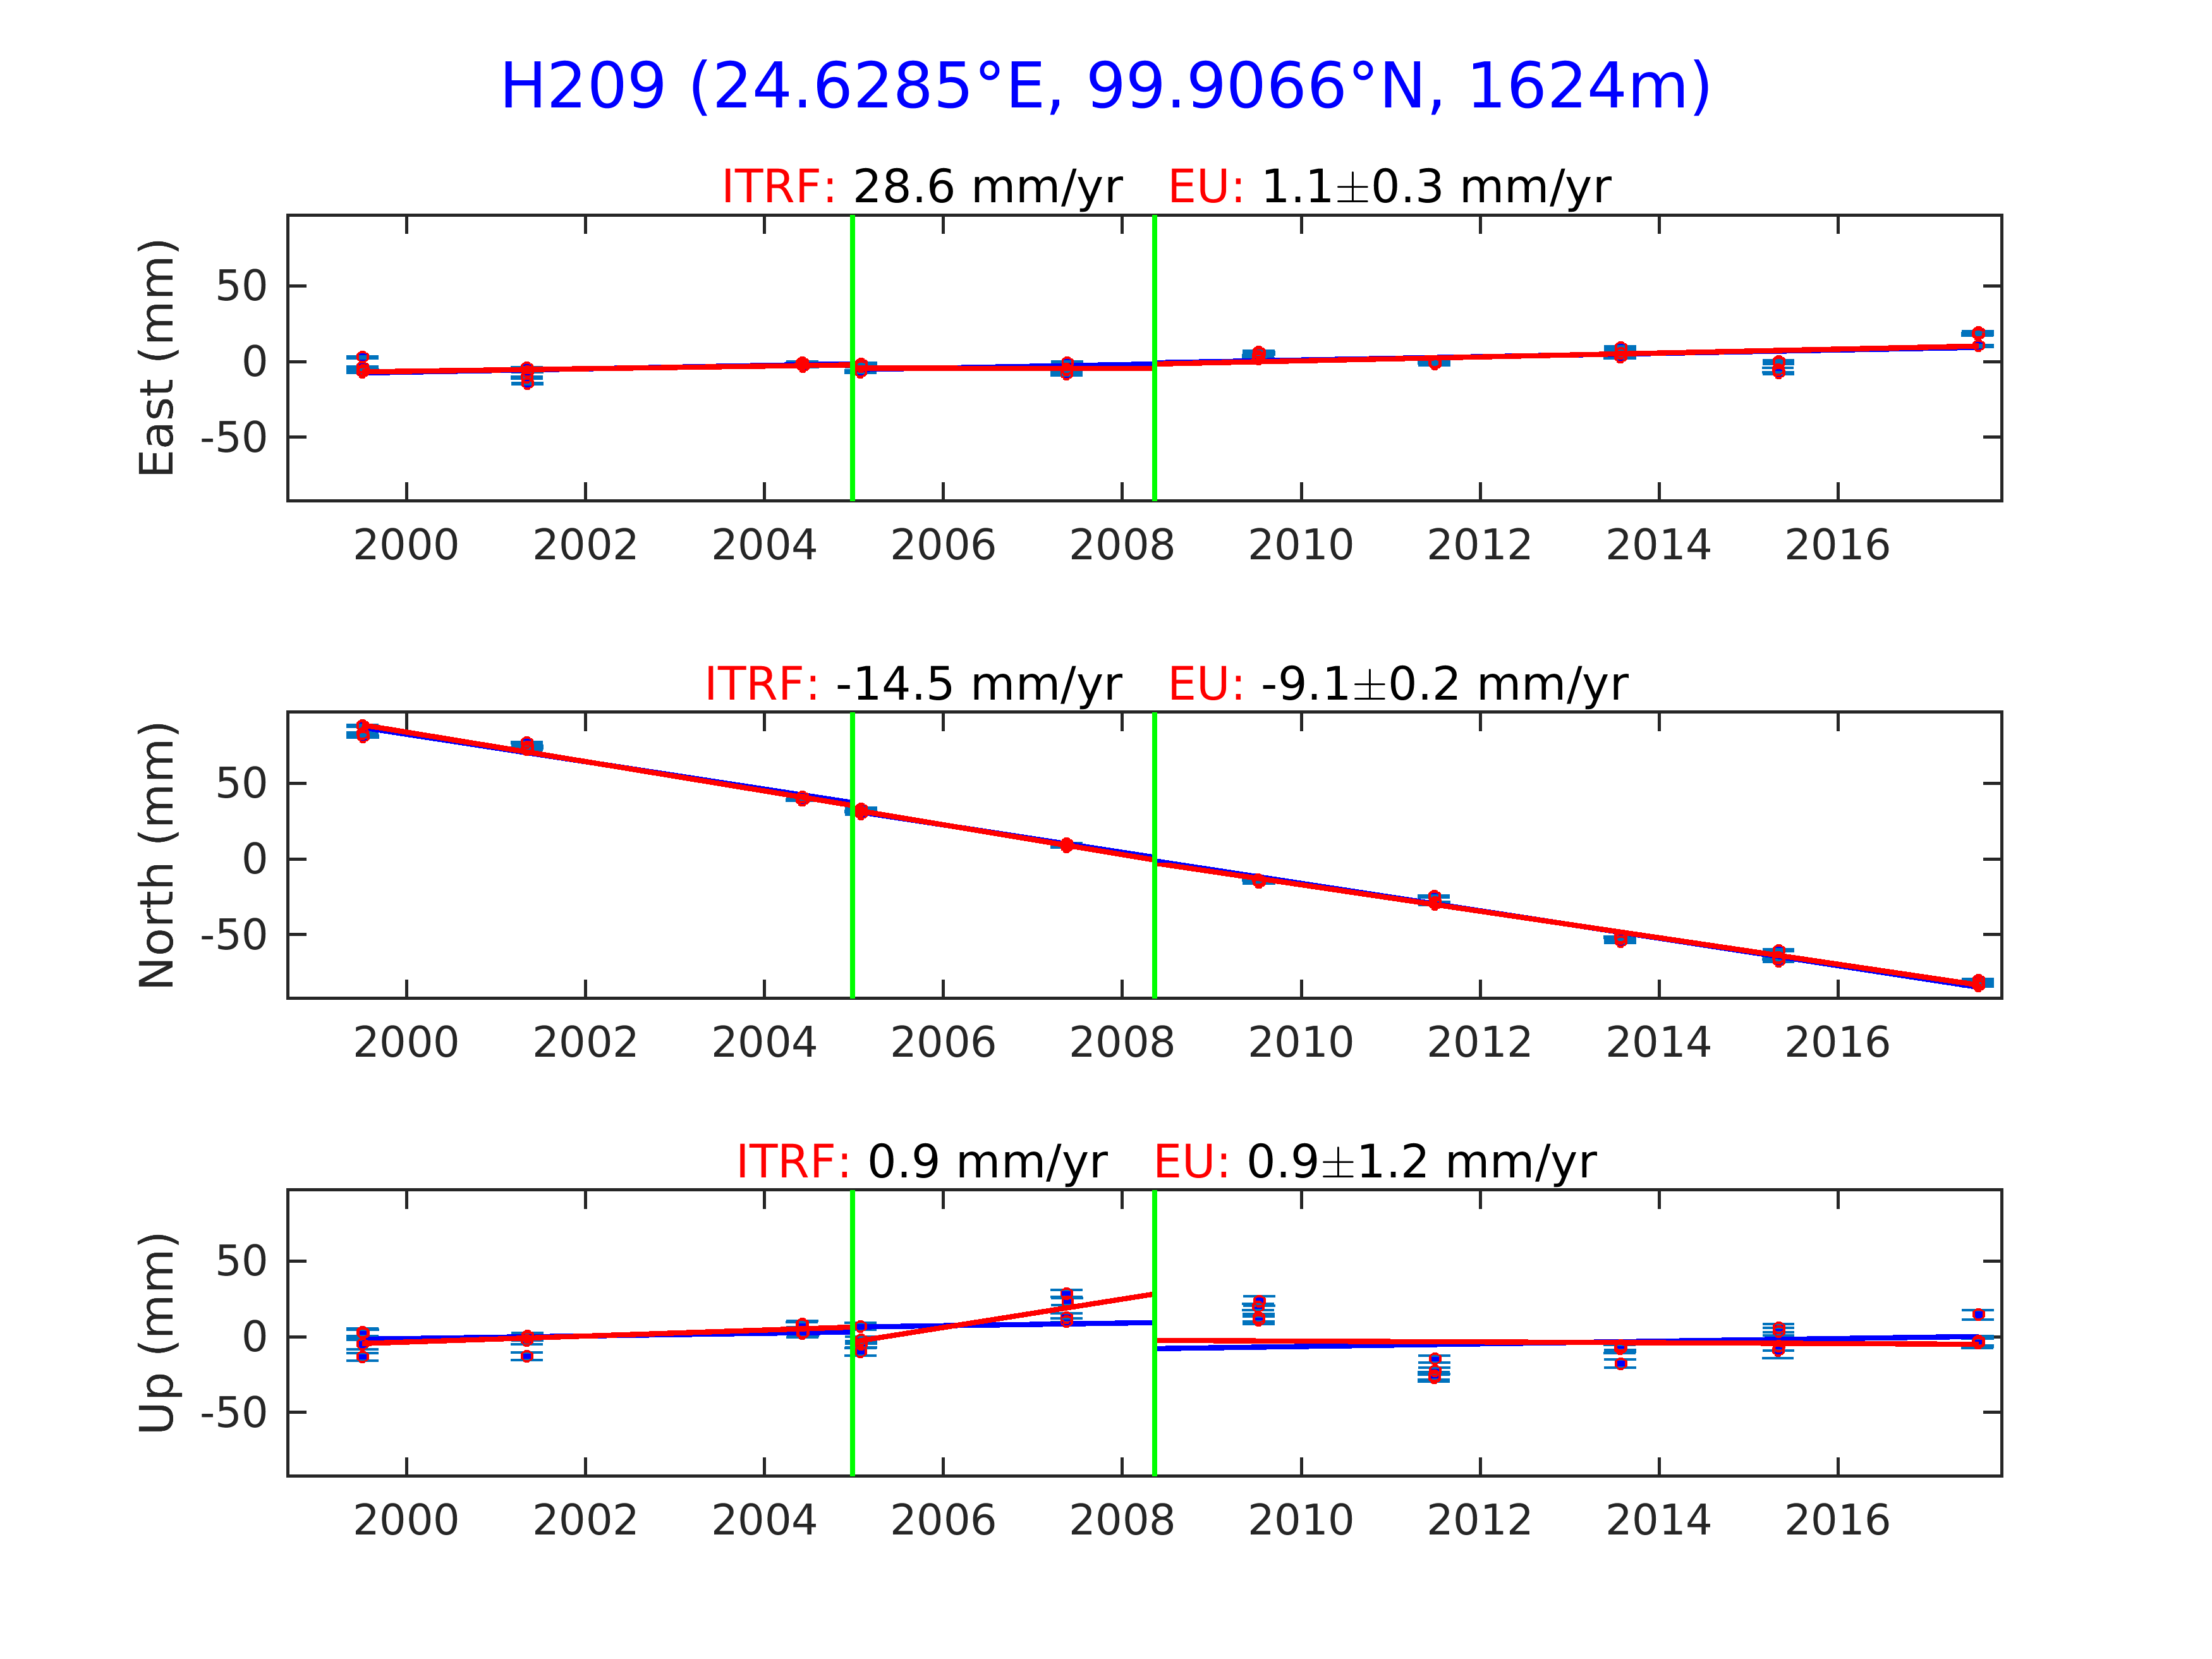 H209 (24.6285°E, 99.9066°N, 1624m)
ITRF: 28.6 mm/yr EU: 1.1±0.3 mm/yr
East (mm)
50
0
-50
2000 2002 2004 2006 2008 2010 2012 2014 2016
ITRF: -14.5 mm/yr EU: -9.1±0.2 mm/yr
North (mm)
50
0
-50
2000 2002 2004 2006 2008 2010 2012 2014 2016
ITRF: 0.9 mm/yr EU: 0.9±1.2 mm/yr
Up (mm)
50
0
-50
2000 2002 2004 2006 2008 2010 2012 2014 2016